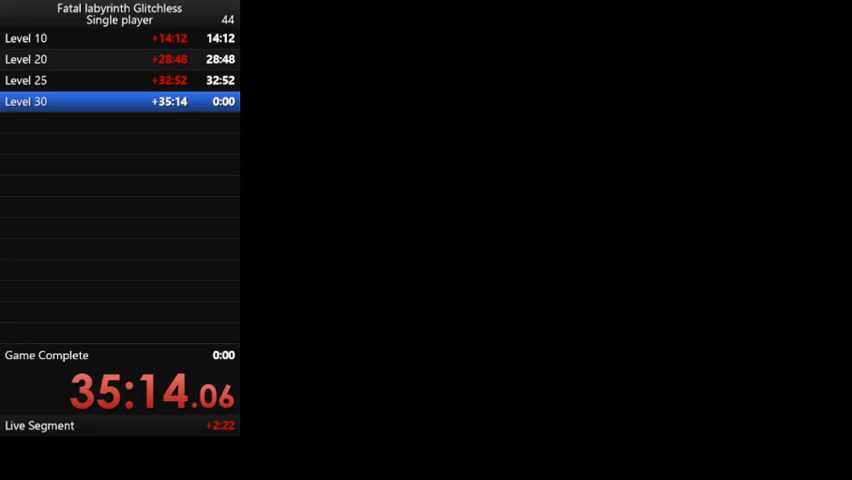 Fatal labyrinth Glitchless
Single player 44
Level 10 +14:12 14:12
Level 20 +28:48 28:48
Level 25 +32:52 32:52
Level 30 +35:14 0:00
Game Complete 0:00
35:14.06
Live Segment +2:22